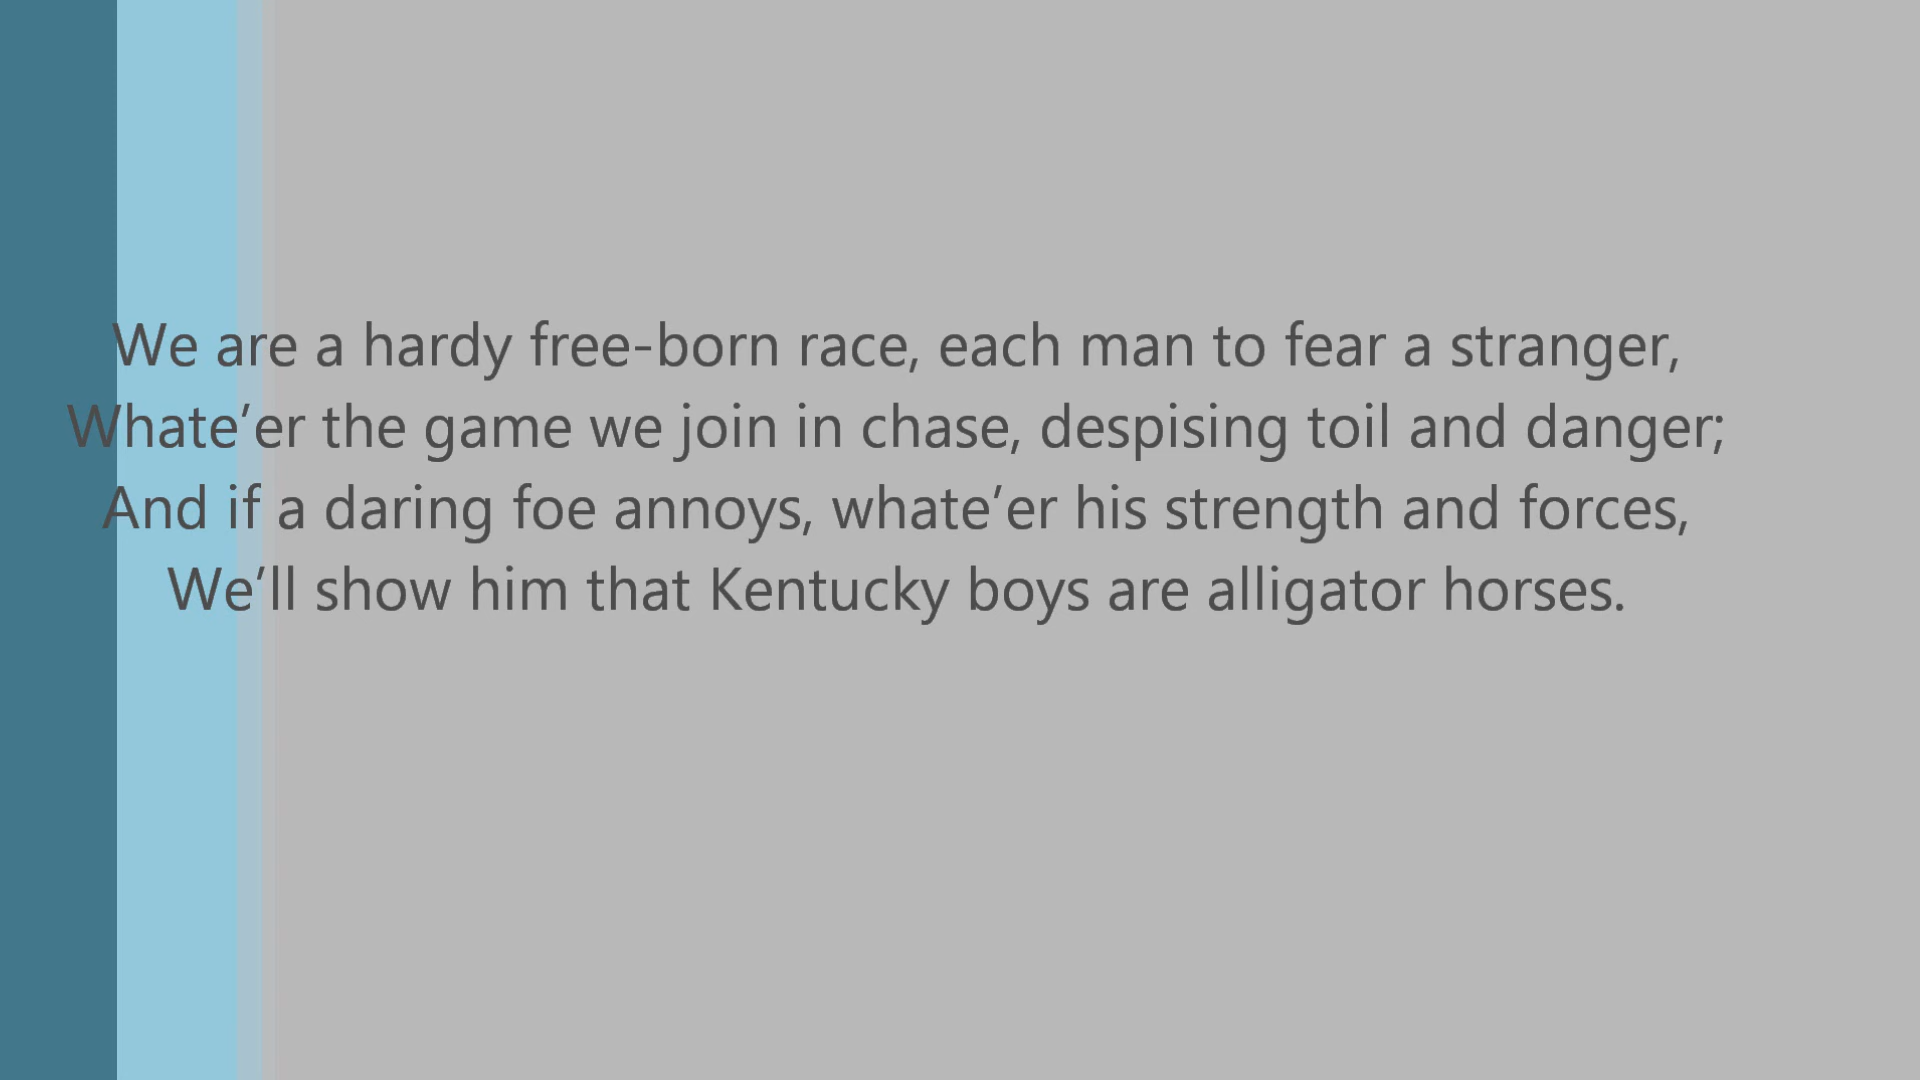 We are a hardy free-born race, each man to fear a stranger,
Whate’er the game we join in chase, despising toil and danger;
And if a daring foe annoys, whate’er his strength and forces,
We’ll show him that Kentucky boys are alligator horses.